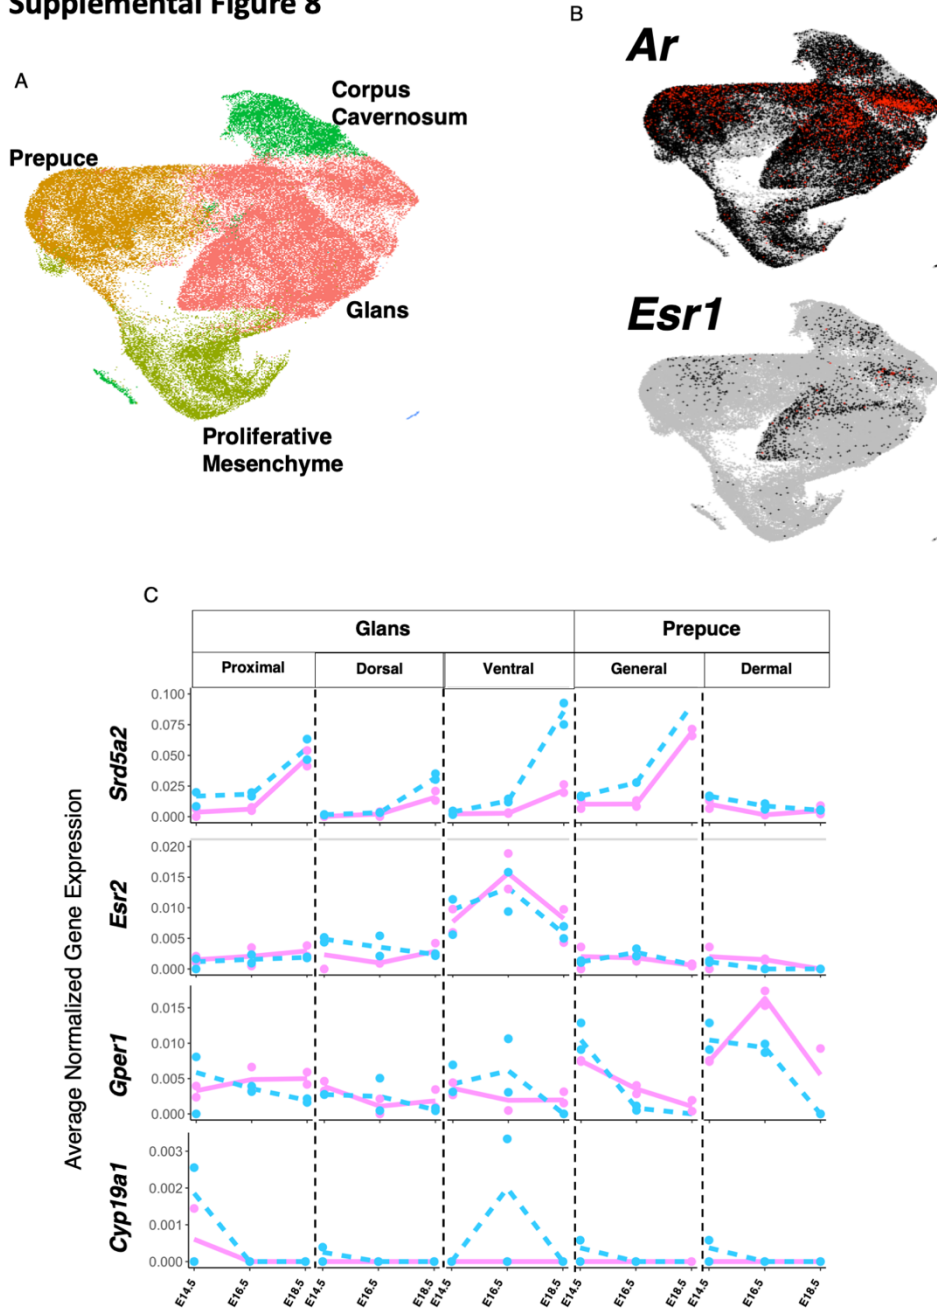 Supplemental Figure 8
A
B
Corpus
Cavernosum
Prepuce
Glans
Proliferative
Mesenchyme
Ar
Esr1
C
Glans
Prepuce
Proximal
Dorsal
Ventral
General
Dermal
Average Normalized Gene Expression
Srd5a2
0.100
0.075
0.050
0.025
0.000
Esr2
0.020
0.015
0.010
0.005
0.000
Gper1
0.015
0.010
0.005
0.000
Cyp19a1
0.003
0.002
0.001
0.000
E14.5
E16.5
E18.5
E14.5
E16.5
E18.5
E14.5
E16.5
E18.5
E14.5
E16.5
E18.5
E14.5
E16.5
E18.5